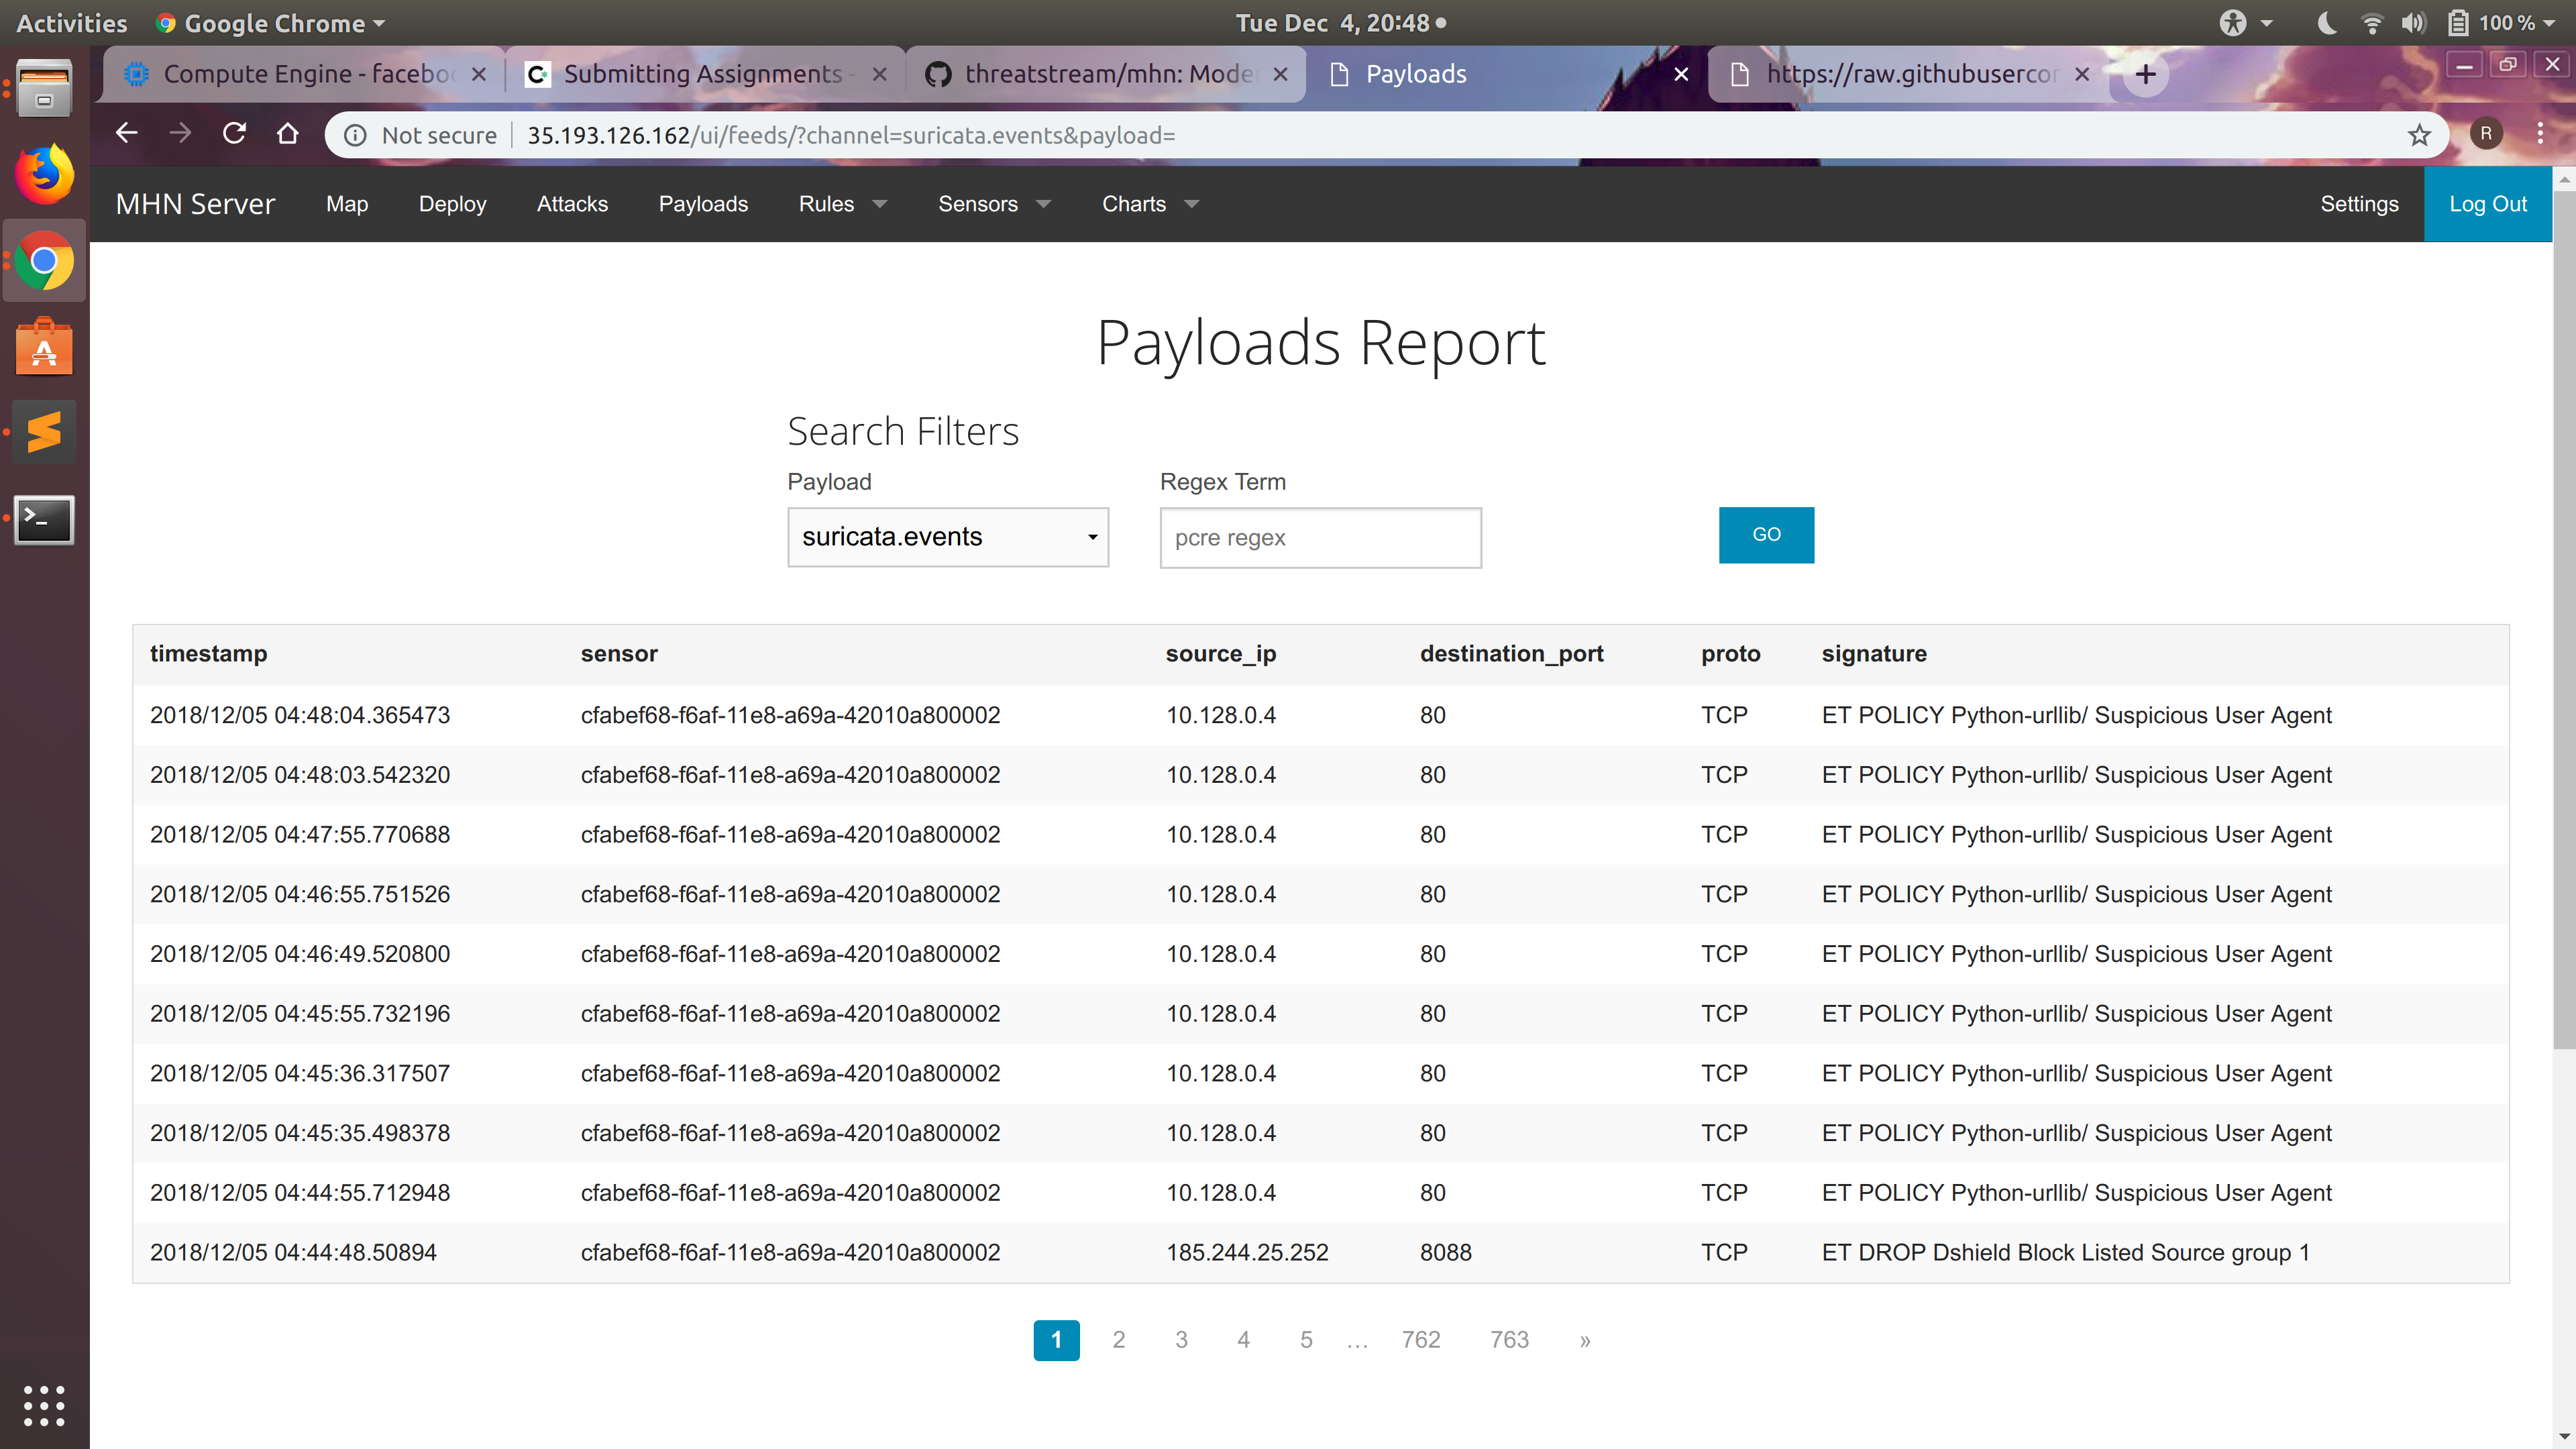 Activities Google Chrome Tue Dec 4, 20:48 100 %
Compute Engine - faceboo Submitting Assignments - threatstream/mhn: Moder Payloads https://raw.githubusercor
Not secure 35.193.126.162/ui/feeds/?channel=suricata.events&payload= R
MHN Server Map Deploy Attacks Payloads Rules Sensors Charts Settings Log Out
Payloads Report
Search Filters
Payload Regex Term
suricata.events pcre regex GO
timestamp sensor source_ip destination_port proto signature
2018/12/05 04:48:04.365473 cfabef68-f6af-11e8-a69a-42010a800002 10.128.0.4 80 TCP ET POLICY Python-urllib/ Suspicious User Agent
2018/12/05 04:48:03.542320 cfabef68-f6af-11e8-a69a-42010a800002 10.128.0.4 80 TCP ET POLICY Python-urllib/ Suspicious User Agent
2018/12/05 04:47:55.770688 cfabef68-f6af-11e8-a69a-42010a800002 10.128.0.4 80 TCP ET POLICY Python-urllib/ Suspicious User Agent
2018/12/05 04:46:55.751526 cfabef68-f6af-11e8-a69a-42010a800002 10.128.0.4 80 TCP ET POLICY Python-urllib/ Suspicious User Agent
2018/12/05 04:46:49.520800 cfabef68-f6af-11e8-a69a-42010a800002 10.128.0.4 80 TCP ET POLICY Python-urllib/ Suspicious User Agent
2018/12/05 04:45:55.732196 cfabef68-f6af-11e8-a69a-42010a800002 10.128.0.4 80 TCP ET POLICY Python-urllib/ Suspicious User Agent
2018/12/05 04:45:36.317507 cfabef68-f6af-11e8-a69a-42010a800002 10.128.0.4 80 TCP ET POLICY Python-urllib/ Suspicious User Agent
2018/12/05 04:45:35.498378 cfabef68-f6af-11e8-a69a-42010a800002 10.128.0.4 80 TCP ET POLICY Python-urllib/ Suspicious User Agent
2018/12/05 04:44:55.712948 cfabef68-f6af-11e8-a69a-42010a800002 10.128.0.4 80 TCP ET POLICY Python-urllib/ Suspicious User Agent
2018/12/05 04:44:48.50894 cfabef68-f6af-11e8-a69a-42010a800002 185.244.25.252 8088 TCP ET DROP Dshield Block Listed Source group 1
1 2 3 4 5 … 762 763 »